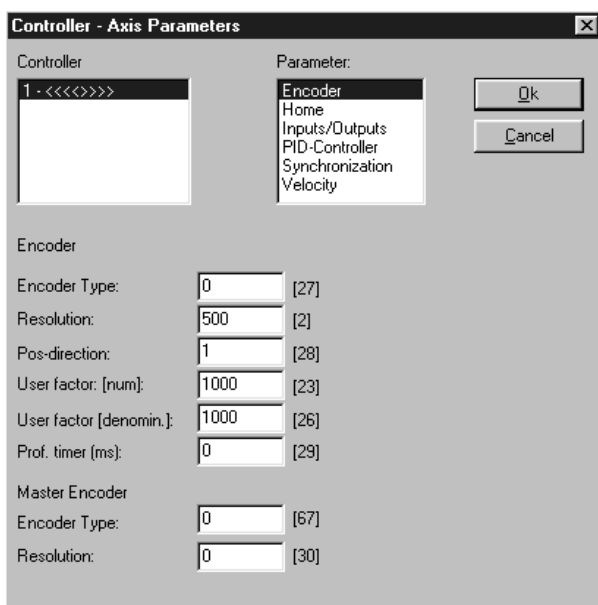 Controller - Axis Parameters
Controller
Parameter:
1 - <<<<>>>>
Encoder
Home
Inputs/Outputs
PID-Controller
Synchronization
Velocity
Ok
Cancel
Encoder
Encoder Type: 0 [27]
Resolution: 500 [2]
Pos-direction: 1 [28]
User factor: [num]: 1000 [23]
User factor [denomin.]: 1000 [26]
Prof. timer (ms): 0 [29]
Master Encoder
Encoder Type: 0 [67]
Resolution: 0 [30]